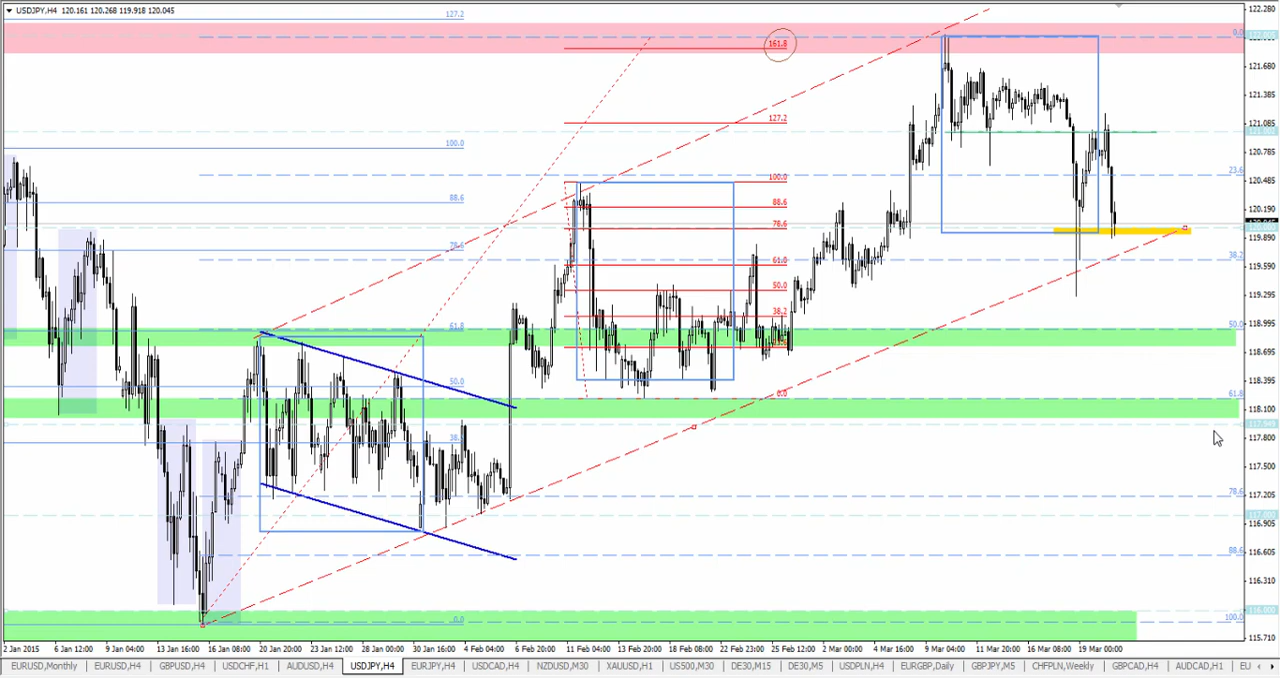 USDJPY,H4 120.161 120.268 119.918 120.045
127.2
100.0
88.6
78.6
61.8
50.0
38.
0.0
161.8
127.2
100.0
88.6
78.6
61.8
50.0
38.2
0.0
0.0
23.6
38.2
50.0
61.8
78.6
88.6
100.0
122.280
121.680
121.385
121.085
120.785
120.485
120.190
119.890
119.590
119.295
118.995
118.695
118.395
118.100
117.800
117.500
117.205
116.905
116.605
116.310
116.010
115.710
2 Jan 2015
6 Jan 12:00
9 Jan 04:00
13 Jan 16:00
16 Jan 08:00
20 Jan 20:00
23 Jan 12:00
28 Jan 00:00
30 Jan 16:00
4 Feb 04:00
6 Feb 20:00
11 Feb 04:00
13 Feb 20:00
18 Feb 08:00
22 Feb 23:00
25 Feb 12:00
2 Mar 00:00
4 Mar 16:00
9 Mar 04:00
11 Mar 20:00
16 Mar 08:00
19 Mar 00:00
EURUSD,Monthly
EURUSD,H4
GBPUSD,H4
USDCHF,H1
AUDUSD,H4
USDJPY,H4
EURJPY,H4
USDCAD,H4
NZDUSD,M30
XAUUSD,H1
US500,M30
DE30,M15
DE30,M5
USDPLN,H4
EURGBP,Daily
GBPJPY,M5
CHFPLN,Weekly
GBPCAD,H4
AUDCAD,H1
EU